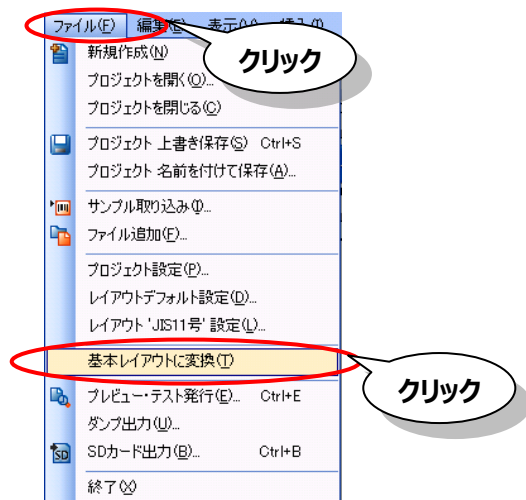 ファイル(F) 編集(E) 表示(V) 挿入(I)
クリック
新規作成(N)
プロジェクトを開く(O)...
プロジェクトを閉じる(C)
プロジェクト 上書き保存(S) Ctrl+S
プロジェクト 名前を付けて保存(A)...
サンプル取り込み(I)...
ファイル追加(F)...
プロジェクト設定(P)...
レイアウトデフォルト設定(D)...
レイアウト 'JIS11号' 設定(L)...
基本レイアウトに変換(T)
クリック
プレビュー・テスト発行(E)... Ctrl+E
ダンプ出力(U)...
SDカード出力(B)... Ctrl+B
SD
終了(X)